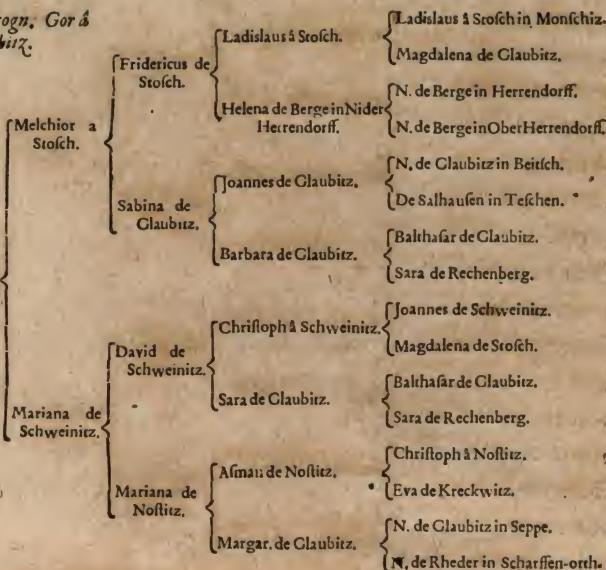 rogn. Gor â
bitz.
Melchior a
Stoſch.
Mariana de
Schweinitz.
Fridericus de
Stoſch.
Sabina de
Glaubitz.
David de
Schweinitz.
Mariana de
Noſtitz.
Ladislaus â Stoſch.
Helena de Berge in Nider
Herrendorff.
Joannes de Glaubitz.
Barbara de Glaubitz.
Chriſtoph â Schweinitz.
Sara de Glaubitz.
Aſman de Noſtitz.
Margar. de Glaubitz.
Ladislaus â Stoſch in Monſchiz.
Magdalena de Glaubitz.
N. de Berge in Herrendorff.
N. de Berge in Ober Herrendorff.
N. de Glaubitz in Beitſch.
De Salhauſen in Teſchen.
Balthaſar de Glaubitz.
Sara de Rechenberg.
Joannes de Schweinitz.
Magdalena de Stoſch.
Balthaſar de Glaubitz.
Sara de Rechenberg.
Chriſtoph â Noſtitz.
Eva de Kreckwitz.
N. de Glaubitz in Seppe.
N. de Rheder in Scharffen-orth.